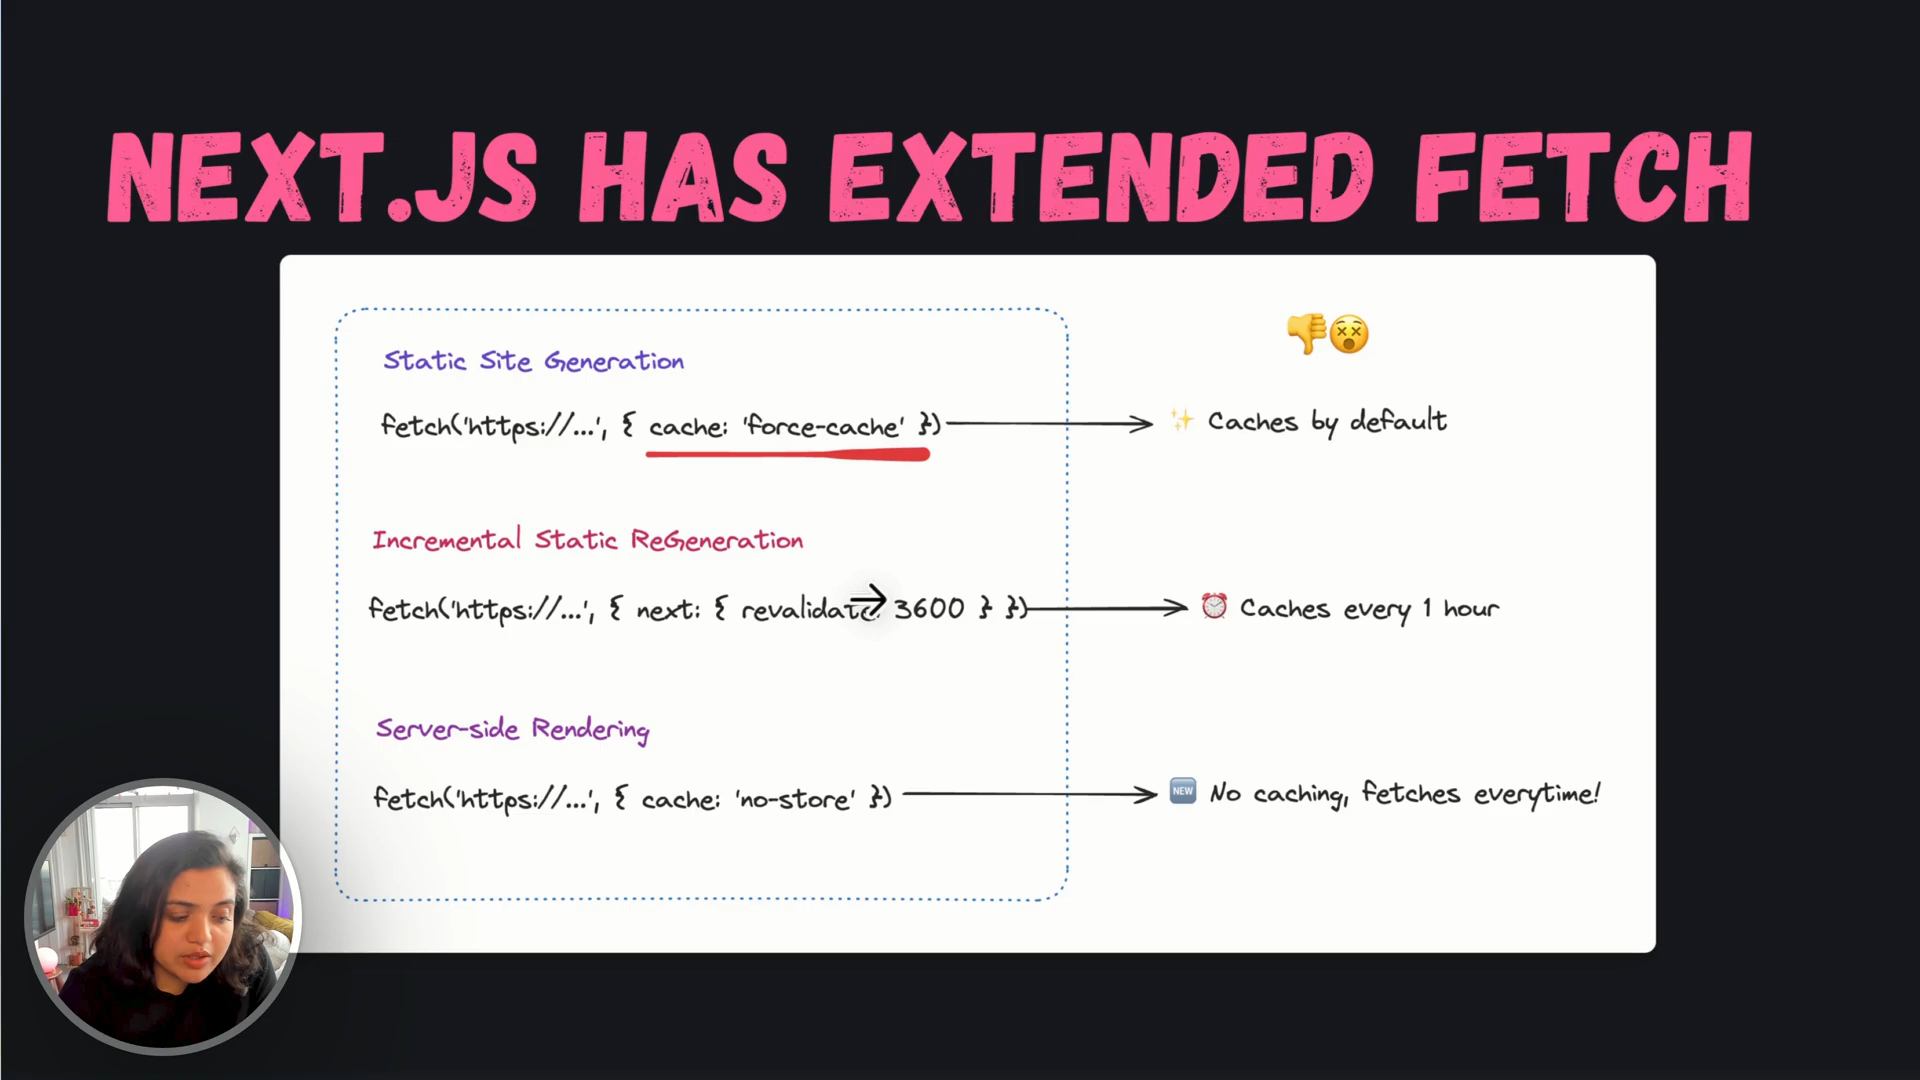 NEXT.JS HAS EXTENDED FETCH
Static Site Generation
fetch('https://...', { cache: 'force-cache' })
✨ Caches by default
Incremental Static ReGeneration
fetch('https://...', { next: { revalidate: 3600 } })
⏰ Caches every 1 hour
Server-side Rendering
fetch('https://...', { cache: 'no-store' })
🆕 No caching, fetches everytime!